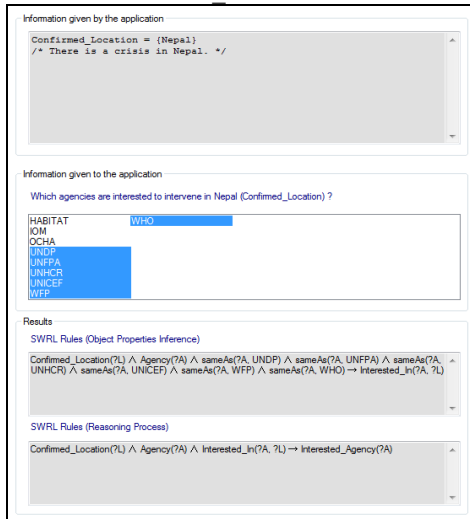 Information given by the application
Confirmed_Location = {Nepal}
/* There is a crisis in Nepal. */
Information given to the application
Which agencies are interested to intervene in Nepal (Confirmed_Location) ?
HABITAT WHO
IOM
OCHA
UNDP
UNFPA
UNHCR
UNICEF
WFP
Results
SWRL Rules (Object Properties Inference)
Confirmed_Location(?L) ∧ Agency(?A) ∧ sameAs(?A, UNDP) ∧ sameAs(?A, UNFPA) ∧ sameAs(?A,
UNHCR) ∧ sameAs(?A, UNICEF) ∧ sameAs(?A, WFP) ∧ sameAs(?A, WHO) → Interested_In(?A, ?L)
SWRL Rules (Reasoning Process)
Confirmed_Location(?L) ∧ Agency(?A) ∧ Interested_In(?A, ?L) → Interested_Agency(?A)